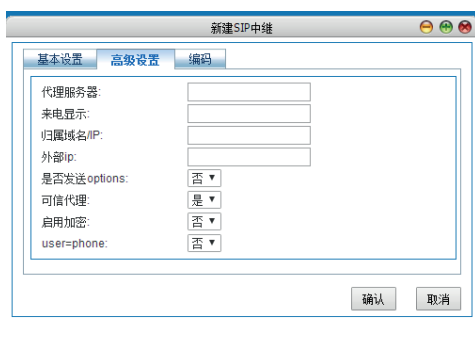 新建SIP中继
基本设置 高级设置 编码
代理服务器:
来电显示:
归属域名/IP:
外部ip:
是否发送options: 否
可信代理: 是
启用加密: 否
user=phone: 否
确认 取消